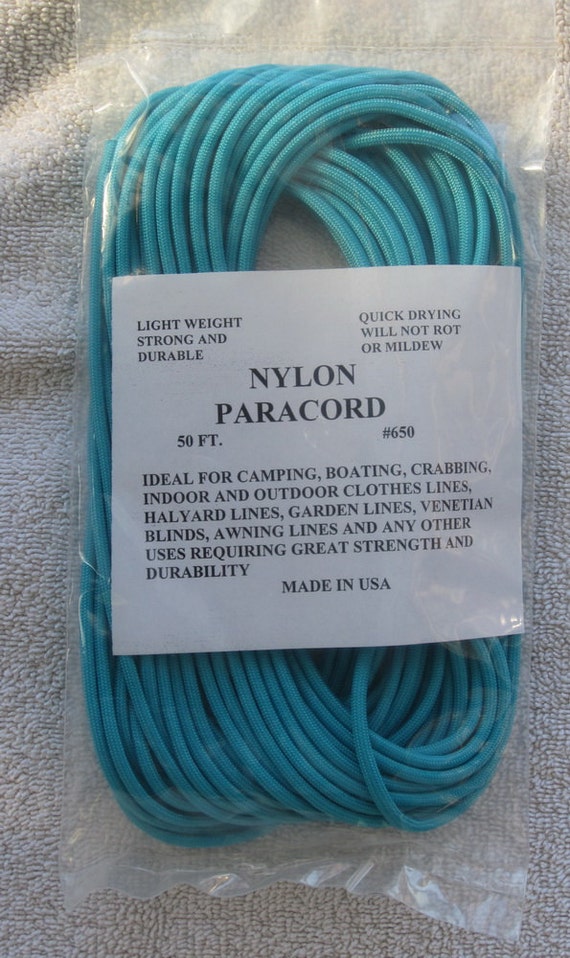 LIGHT WEIGHT
STRONG AND
DURABLE
QUICK DRYING
WILL NOT ROT
OR MILDEW
NYLON
PARACORD
50 FT. #650
IDEAL FOR CAMPING, BOATING, CRABBING,
INDOOR AND OUTDOOR CLOTHES LINES,
HALYARD LINES, GARDEN LINES, VENETIAN
BLINDS, AWNING LINES AND ANY OTHER
USES REQUIRING GREAT STRENGTH AND
DURABILITY
MADE IN USA